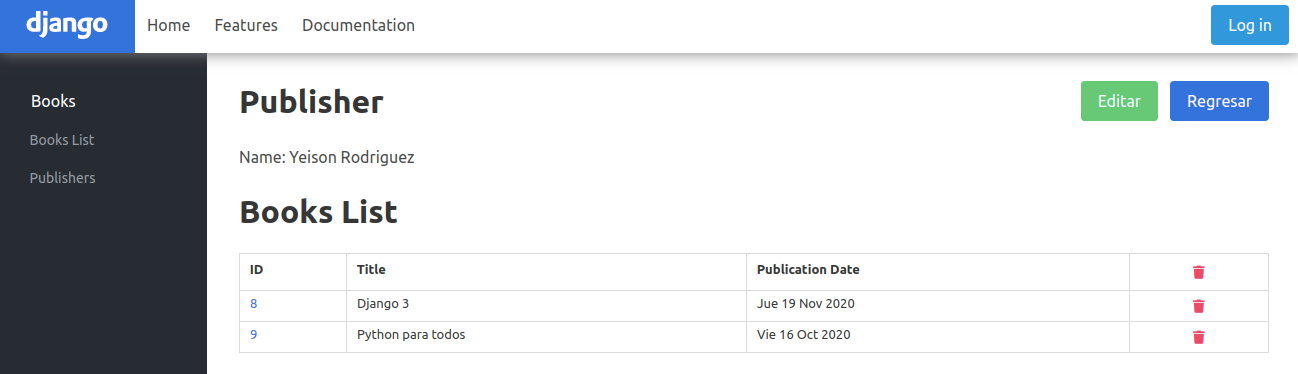 django Home Features Documentation Log in
Books
Books List
Publishers
Publisher Editar Regresar
Name: Yeison Rodriguez
Books List
ID Title Publication Date
8 Django 3 Jue 19 Nov 2020
9 Python para todos Vie 16 Oct 2020